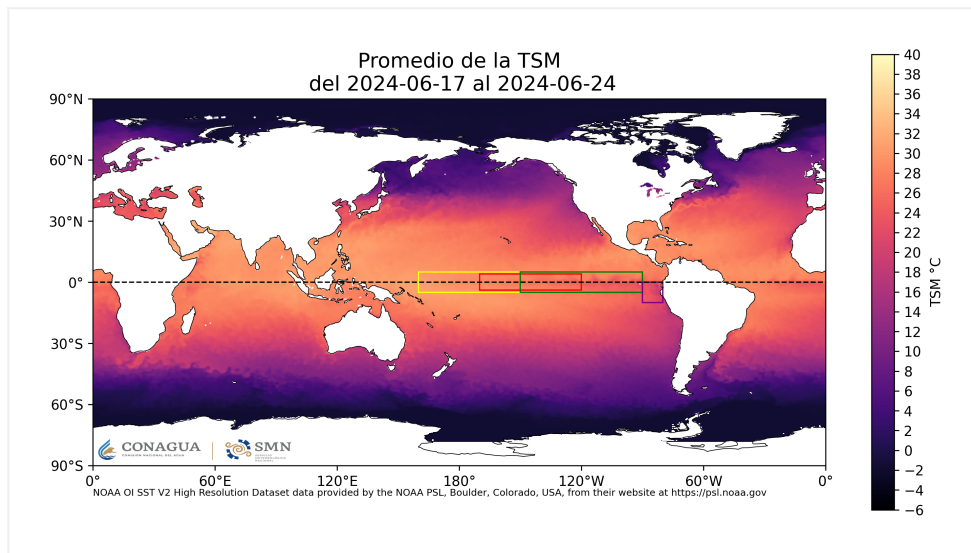 Promedio de la TSM
del 2024-06-17 al 2024-06-24
90°N
60°N
30°N
0°
30°S
60°S
90°S
0°
60°E
120°E
180°
120°W
60°W
0°
40
38
36
34
32
30
28
26
24
22
20
18
16
14
12
10
8
6
4
2
0
−2
−4
−6
TSM °C
CONAGUA
COMISIÓN NACIONAL DEL AGUA
SMN
NOAA OI SST V2 High Resolution Dataset data provided by the NOAA PSL, Boulder, Colorado, USA, from their website at https://psl.noaa.gov